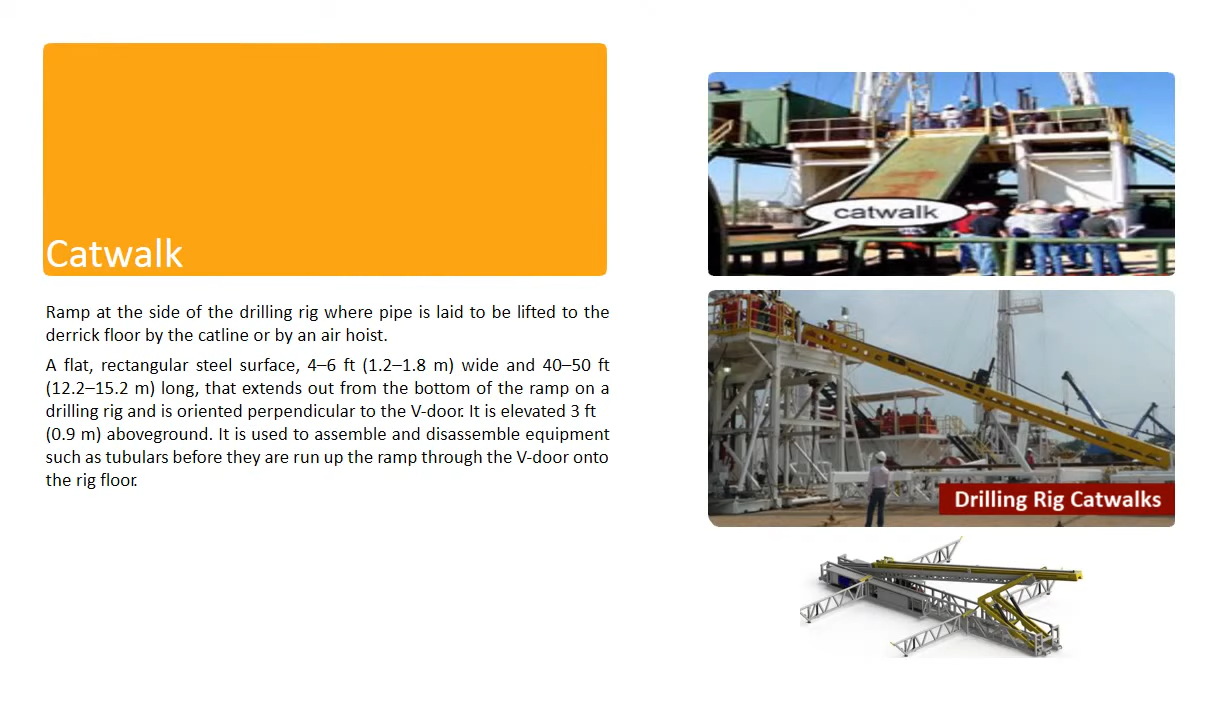 Catwalk
Ramp at the side of the drilling rig where pipe is laid to be lifted to the
derrick floor by the catline or by an air hoist.
A flat, rectangular steel surface, 4–6 ft (1.2–1.8 m) wide and 40–50 ft
(12.2–15.2 m) long, that extends out from the bottom of the ramp on a
drilling rig and is oriented perpendicular to the V-door. It is elevated 3 ft
(0.9 m) aboveground. It is used to assemble and disassemble equipment
such as tubulars before they are run up the ramp through the V-door onto
the rig floor.
catwalk
Drilling Rig Catwalks